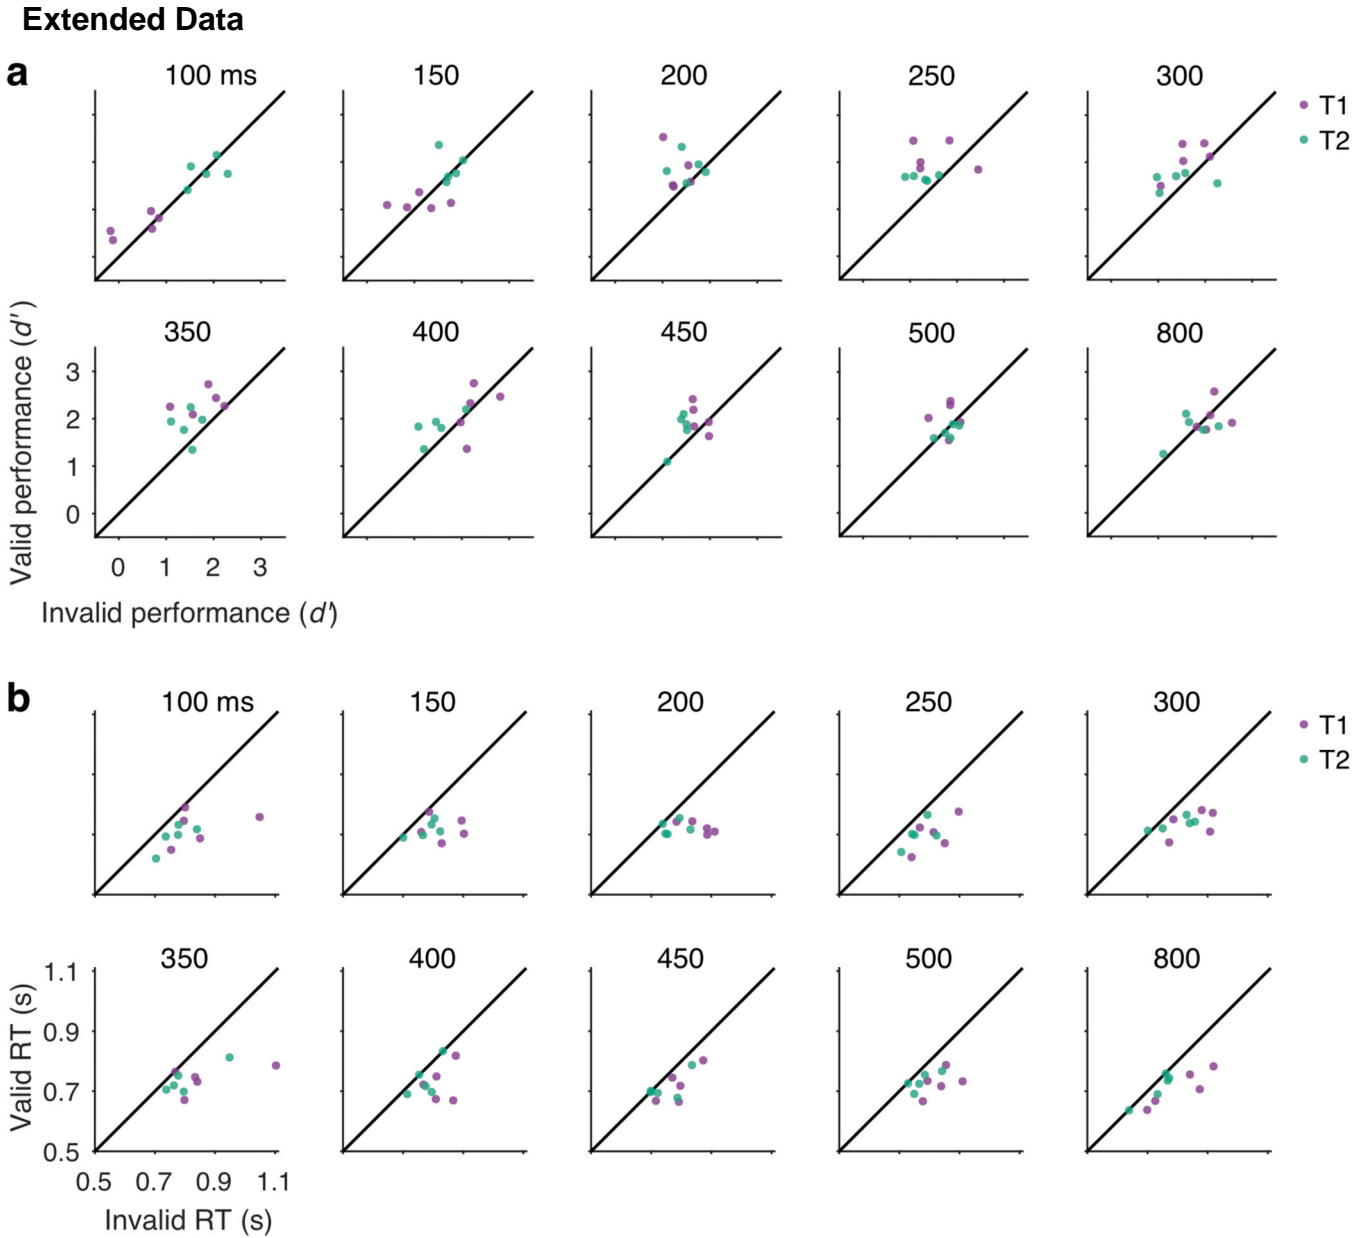 Extended Data
a
100 ms 150 200 250 300
T1
T2
350 400 450 500 800
3
2
1
0
0 1 2 3
Valid performance (d′)
Invalid performance (d′)
b
100 ms 150 200 250 300
T1
T2
350 400 450 500 800
1.1
0.9
0.7
0.5
0.5 0.7 0.9 1.1
Valid RT (s)
Invalid RT (s)